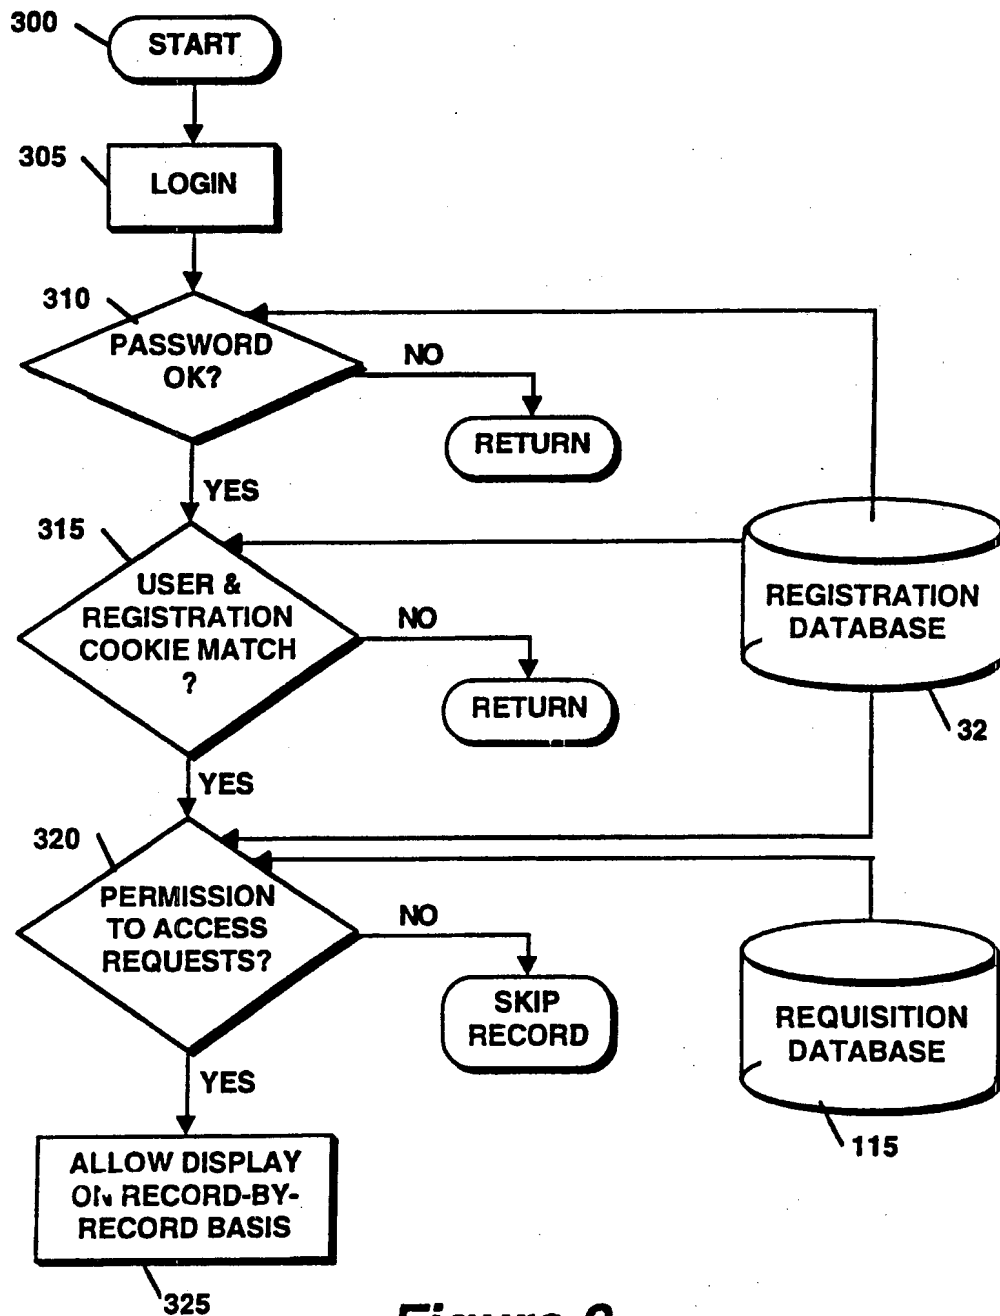 300
START
305
LOGIN
310
PASSWORD
OK?
NO
RETURN
YES
315
USER &
REGISTRATION
COOKIE MATCH
?
NO
RETURN
REGISTRATION
DATABASE
32
YES
320
PERMISSION
TO ACCESS
REQUESTS?
NO
SKIP
RECORD
REQUISITION
DATABASE
115
YES
ALLOW DISPLAY
ON RECORD-BY-
RECORD BASIS
325
Figure